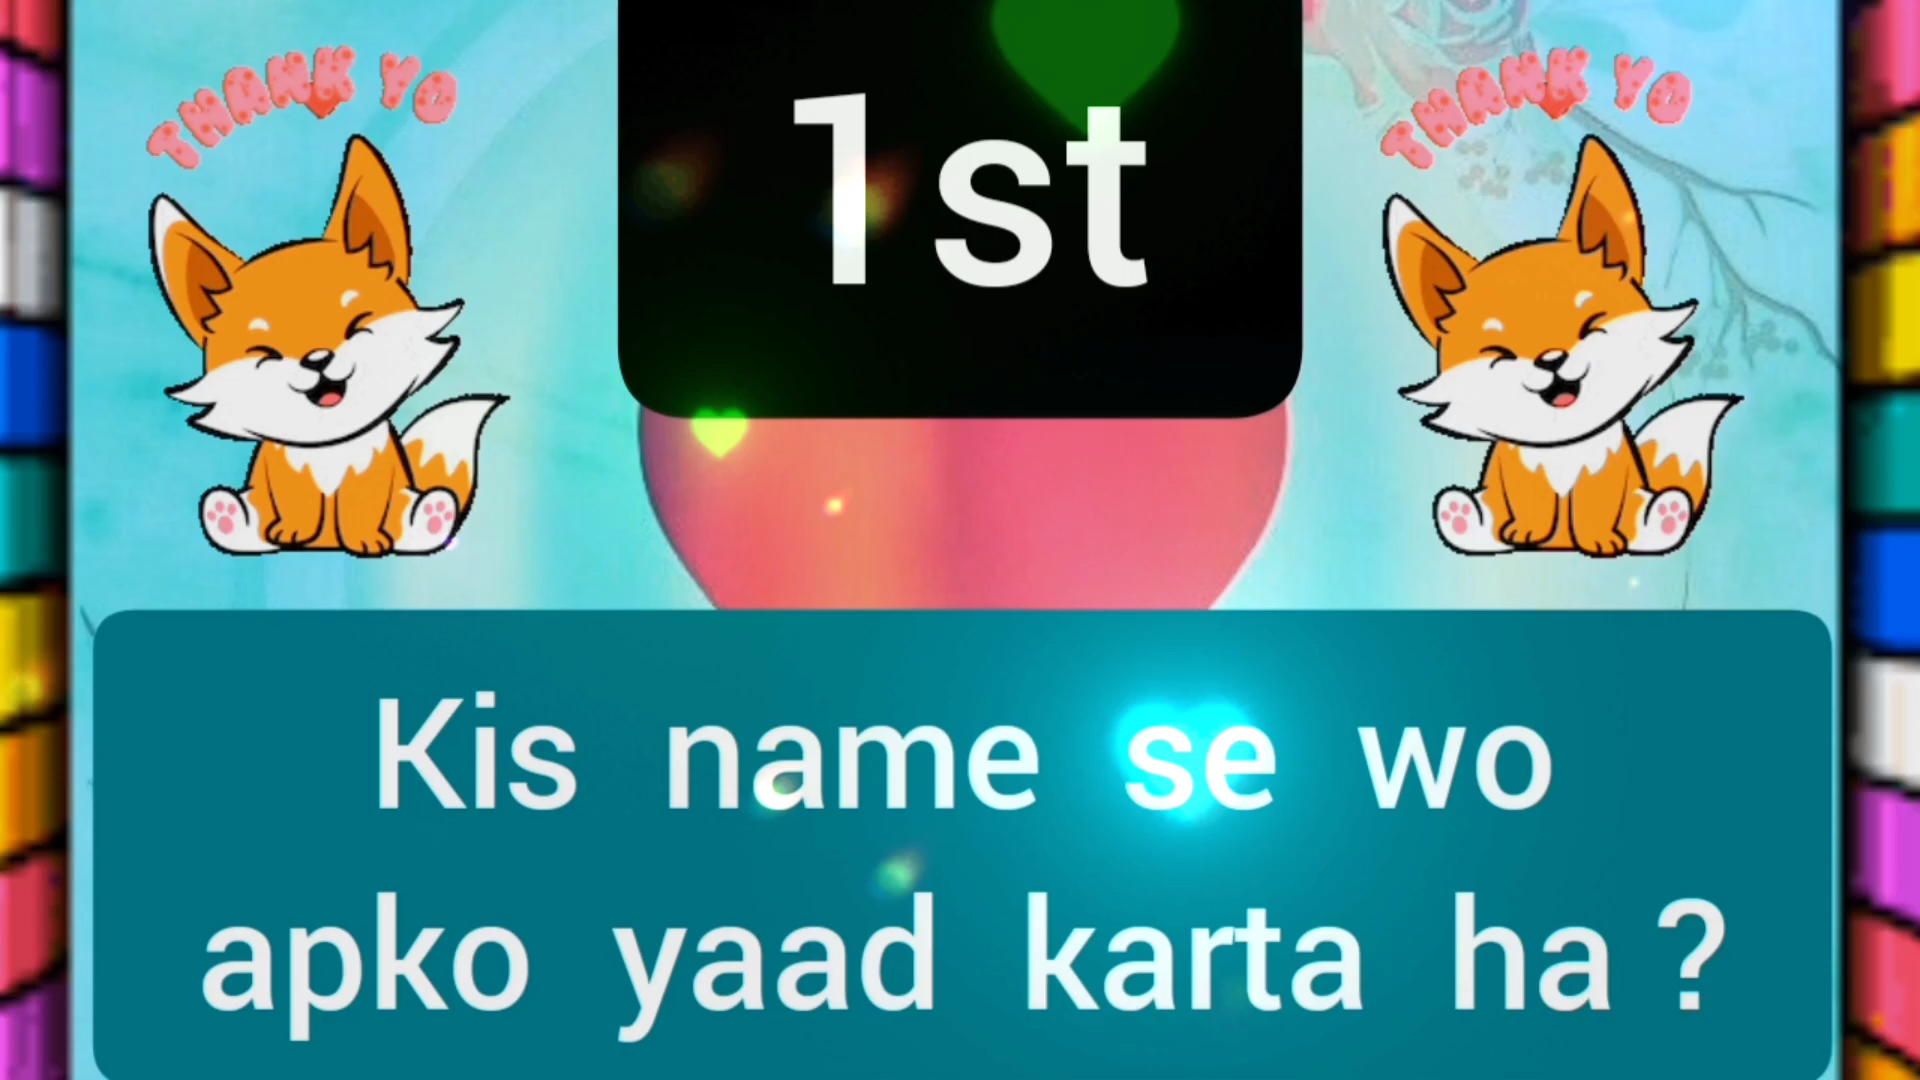 THANK YO
THANK YO
1st
Kis name se wo
apko yaad karta ha ?